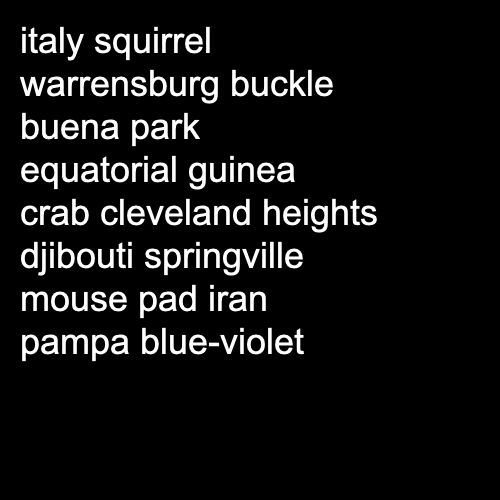 italy squirrel
warrensburg buckle
buena park
equatorial guinea
crab cleveland heights
djibouti springville
mouse pad iran
pampa blue-violet